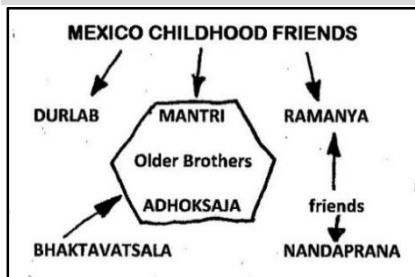 MEXICO CHILDHOOD FRIENDS
DURLAB MANTRI RAMANYA
Older Brothers
ADHOKSAJA friends
BHAKTAVATSALA NANDAPRANA